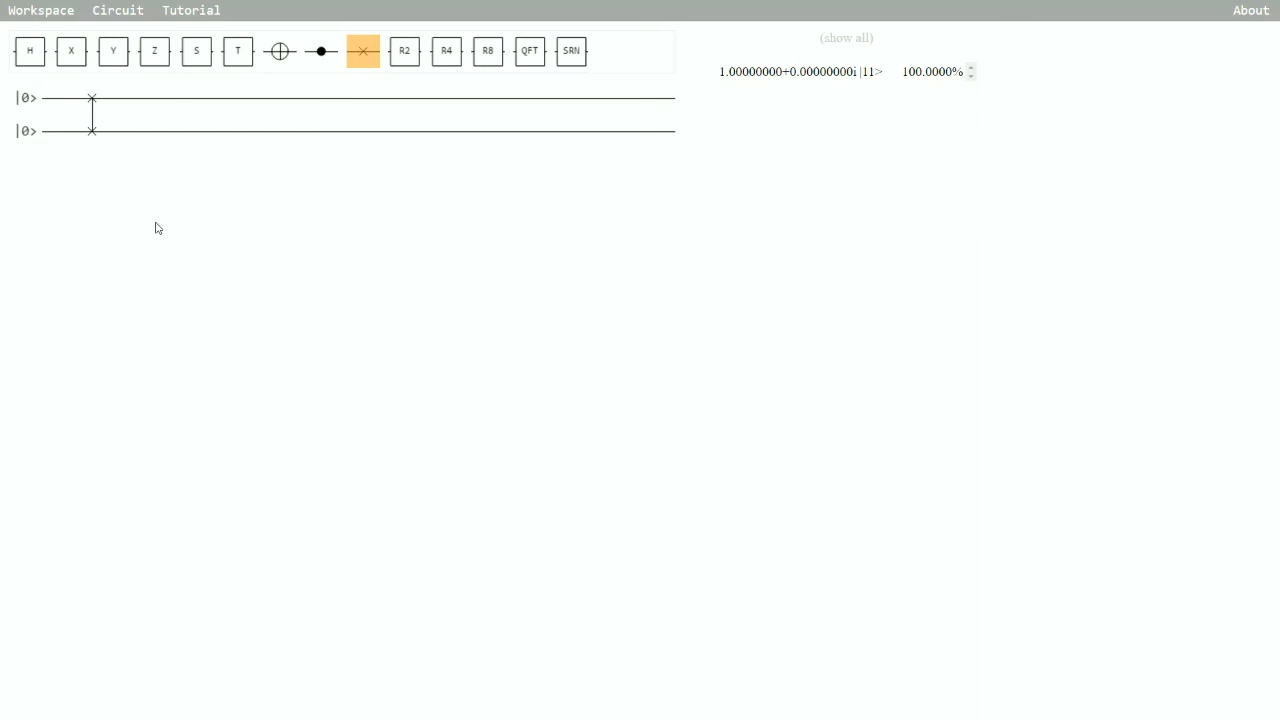 Workspace Circuit Tutorial About
H X Y Z S T R2 R4 R8 QFT SRN
(show all)
1.00000000+0.00000000i |11> 100.0000%
|0>
|0>